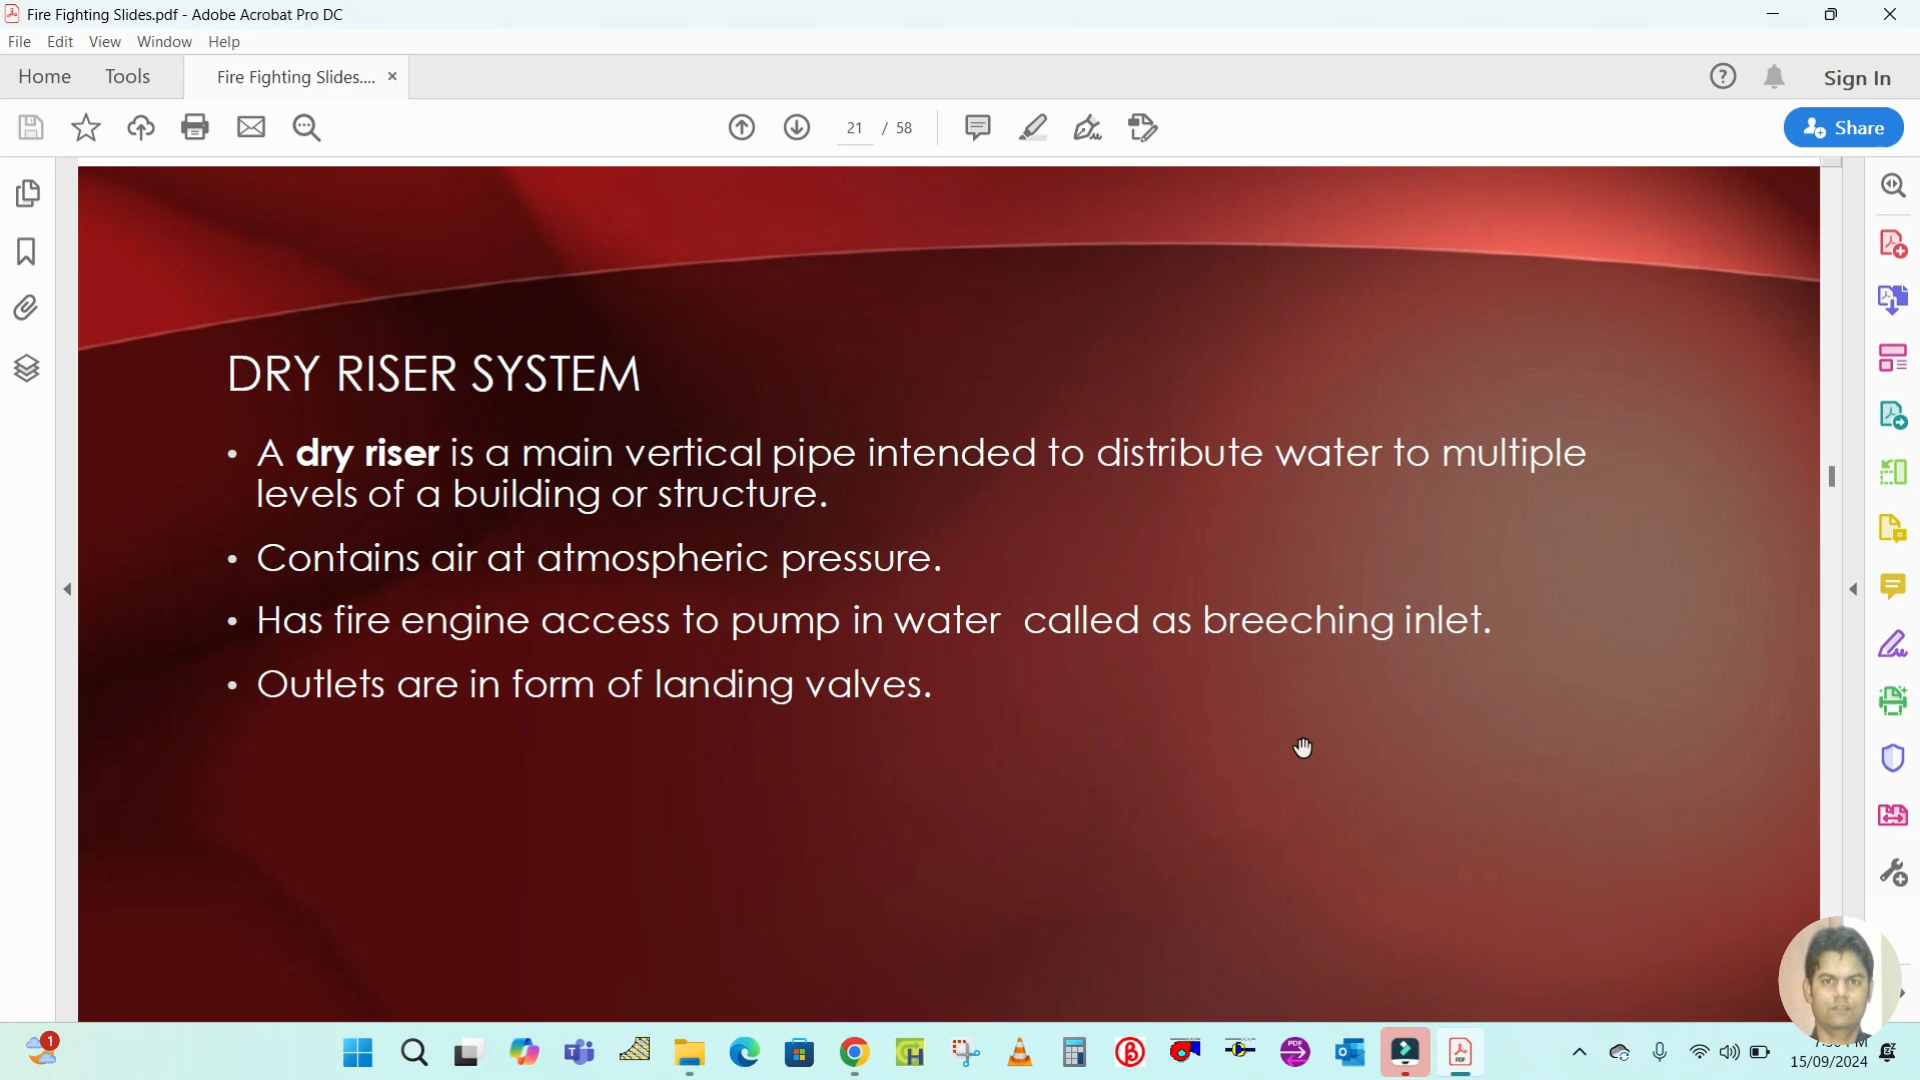 Fire Fighting Slides.pdf - Adobe Acrobat Pro DC
File Edit View Window Help
Home Tools Fire Fighting Slides.... × Sign In
21 / 58 Share
DRY RISER SYSTEM
• A dry riser is a main vertical pipe intended to distribute water to multiple
levels of a building or structure.
• Contains air at atmospheric pressure.
• Has fire engine access to pump in water called as breeching inlet.
• Outlets are in form of landing valves.
1
15/09/2024